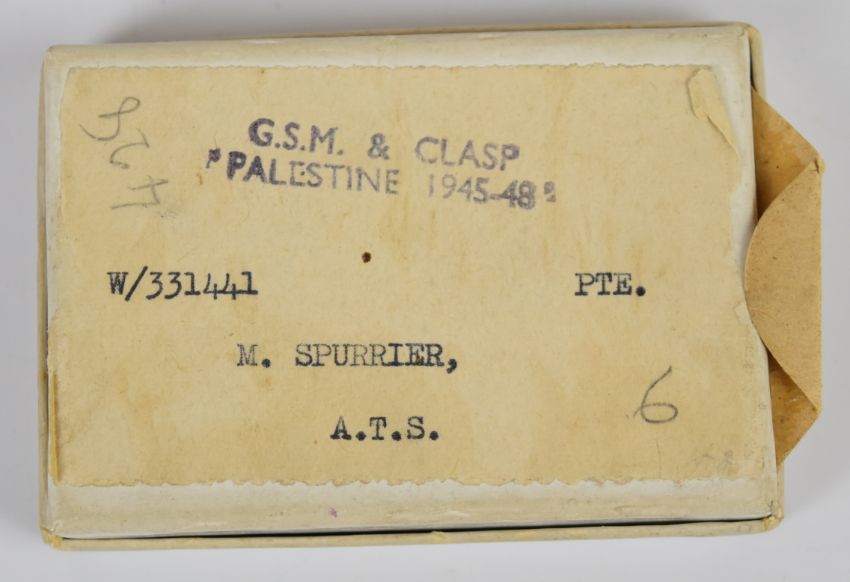 G.S.M. & CLASP
"PALESTINE 1945-48"
W/331441 PTE.
M. SPURRIER,
A.T.S.
6